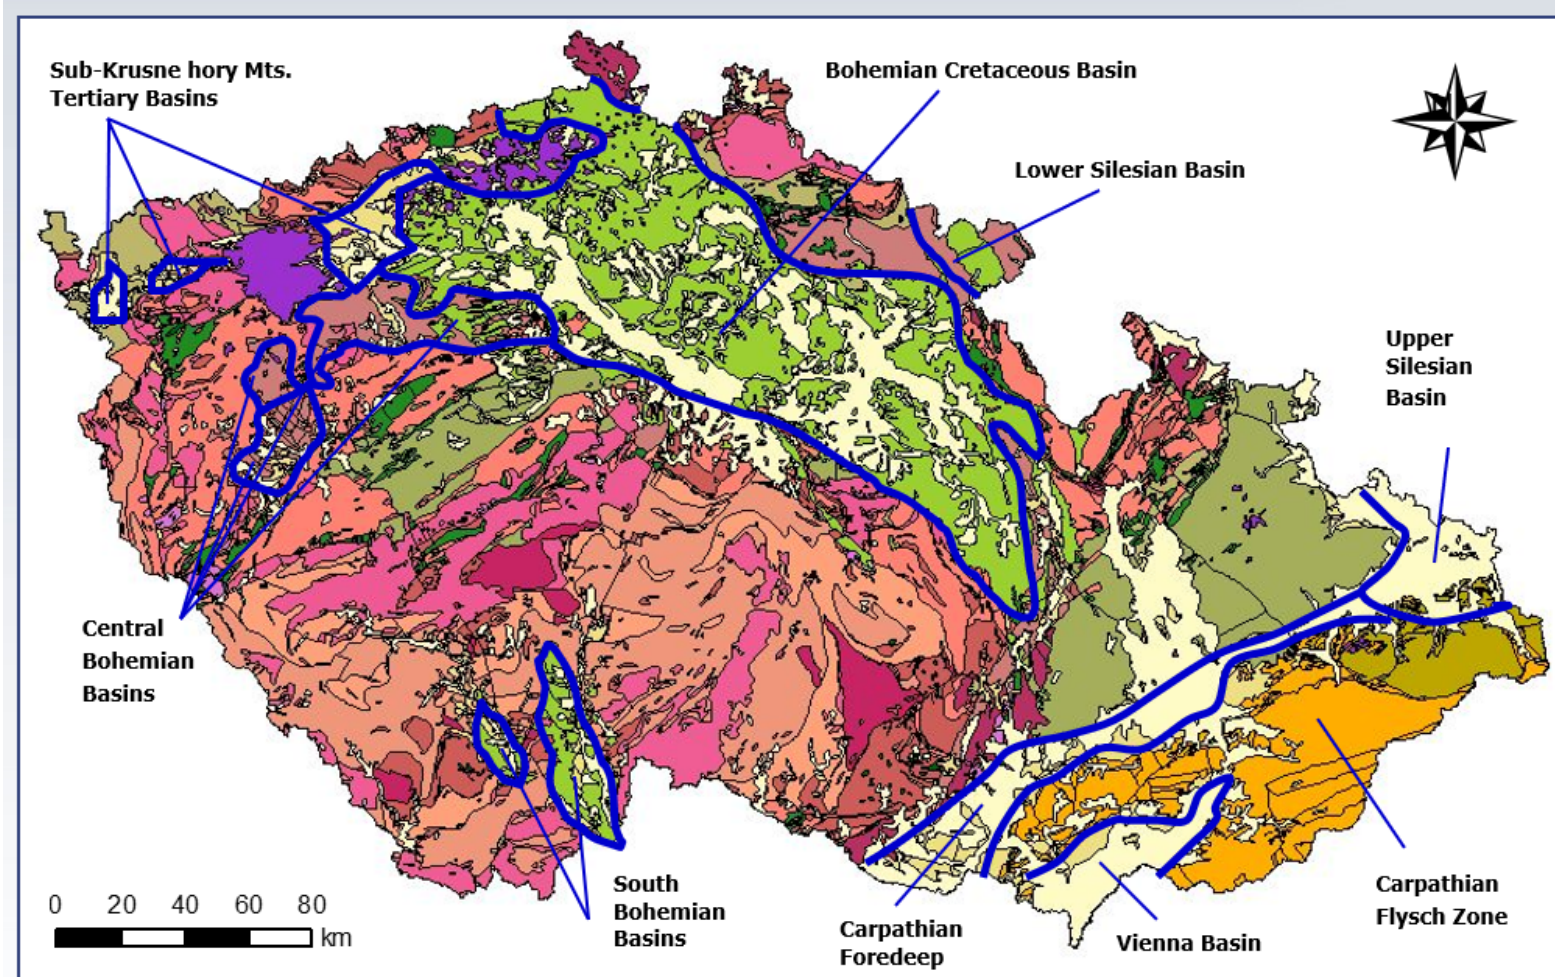 Sub-Krusne hory Mts.
Tertiary Basins
Bohemian Cretaceous Basin
N
Lower Silesian Basin
Upper
Silesian
Basin
Central
Bohemian
Basins
South
Bohemian
Basins
Carpathian
Foredeep
Vienna Basin
Carpathian
Flysch Zone
0 20 40 60 80
km